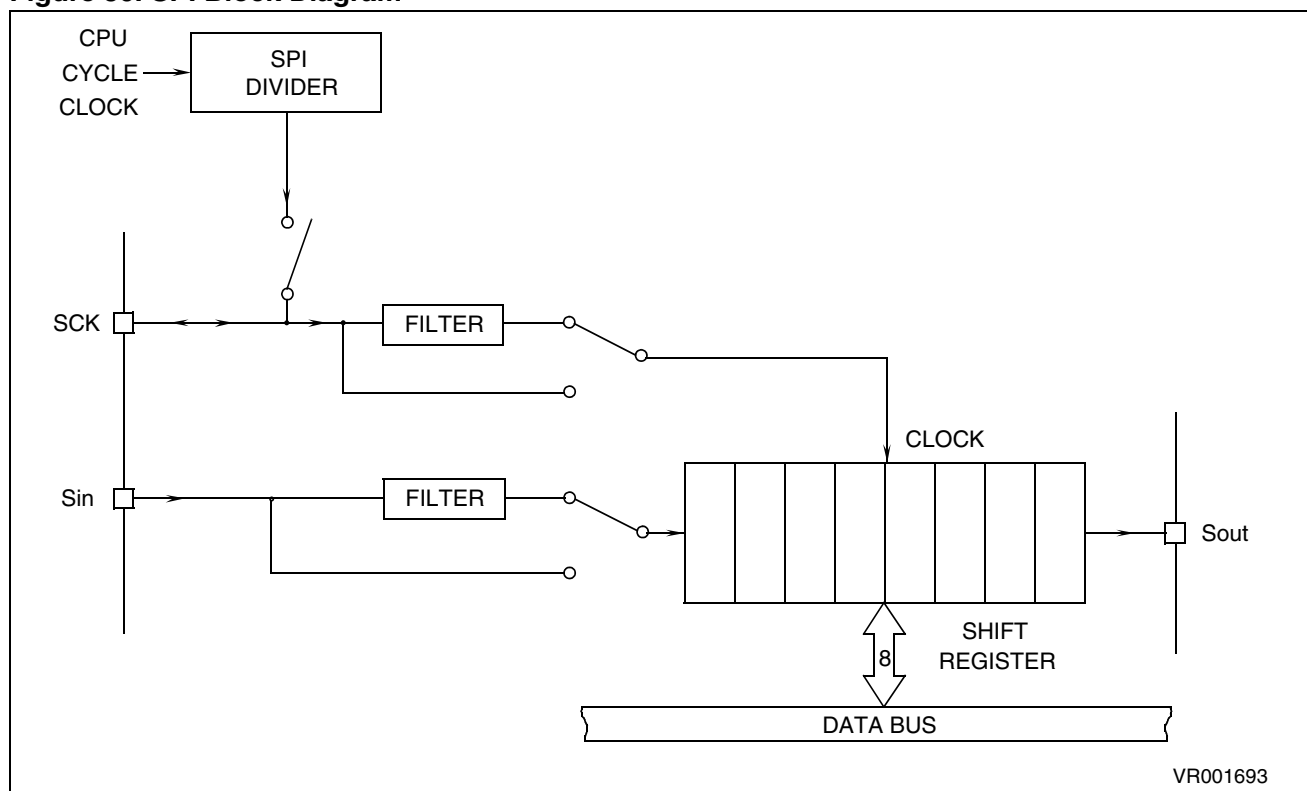 CPU
CYCLE
CLOCK
SPI
DIVIDER
SCK
FILTER
CLOCK
Sin
FILTER
Sout
SHIFT
REGISTER
8
DATA BUS
VR001693